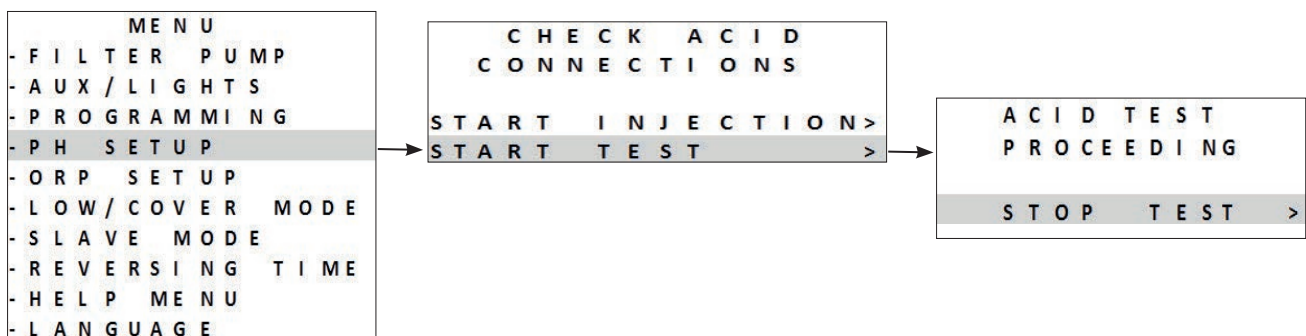 MENU
-FILTER PUMP
-AUX/LIGHTS
-PROGRAMMING
-PH SETUP
-ORP SETUP
-LOW/COVER MODE
-SLAVE MODE
-REVERSING TIME
-HELP MENU
-LANGUAGE
CHECK ACID
CONNECTIONS
START INJECTION>
START TEST >
ACID TEST
PROCEEDING
STOP TEST >